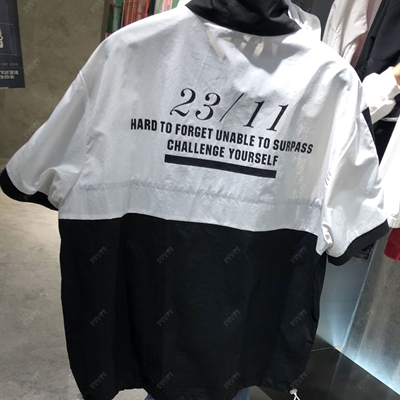 23/11
HARD TO FORGET UNABLE TO SURPASS
CHALLENGE YOURSELF